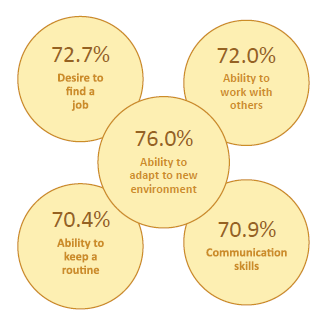 72.7%
Desire to
find a
job
72.0%
Ability to
work with
others
76.0%
Ability to
adapt to new
environment
70.4%
Ability to
keep a
routine
70.9%
Communication
skills